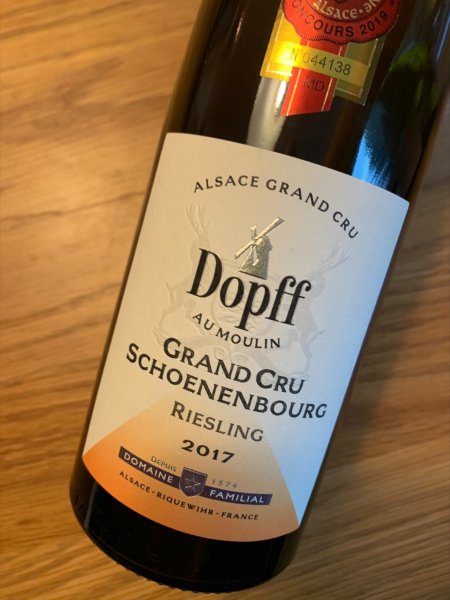 ALSACE
CONCOURS 2019
N°044138
ALSACE GRAND CRU
Dopff
AU MOULIN
GRAND CRU
SCHOENENBOURG
RIESLING
2017
DEPUIS 1574
DOMAINE FAMILIAL
ALSACE-RIQUEWIHR-FRANCE